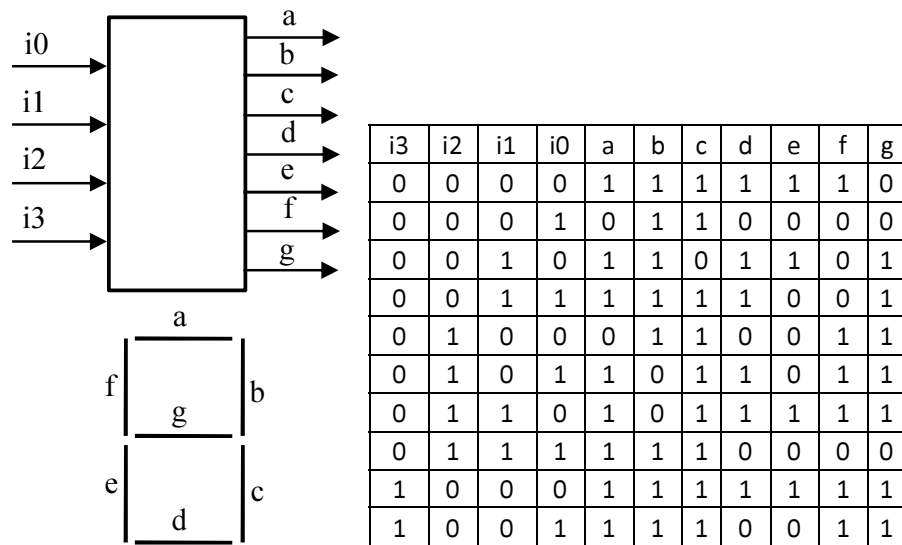 a
i0
b
i1
c
d
i2
e
i3
f
g
a
f
b
g
e
c
d
i3 i2 i1 i0 a b c d e f g
0 0 0 0 1 1 1 1 1 1 0
0 0 0 1 0 1 1 0 0 0 0
0 0 1 0 1 1 0 1 1 0 1
0 0 1 1 1 1 1 1 0 0 1
0 1 0 0 0 1 1 0 0 1 1
0 1 0 1 1 0 1 1 0 1 1
0 1 1 0 1 0 1 1 1 1 1
0 1 1 1 1 1 1 0 0 0 0
1 0 0 0 1 1 1 1 1 1 1
1 0 0 1 1 1 1 0 0 1 1